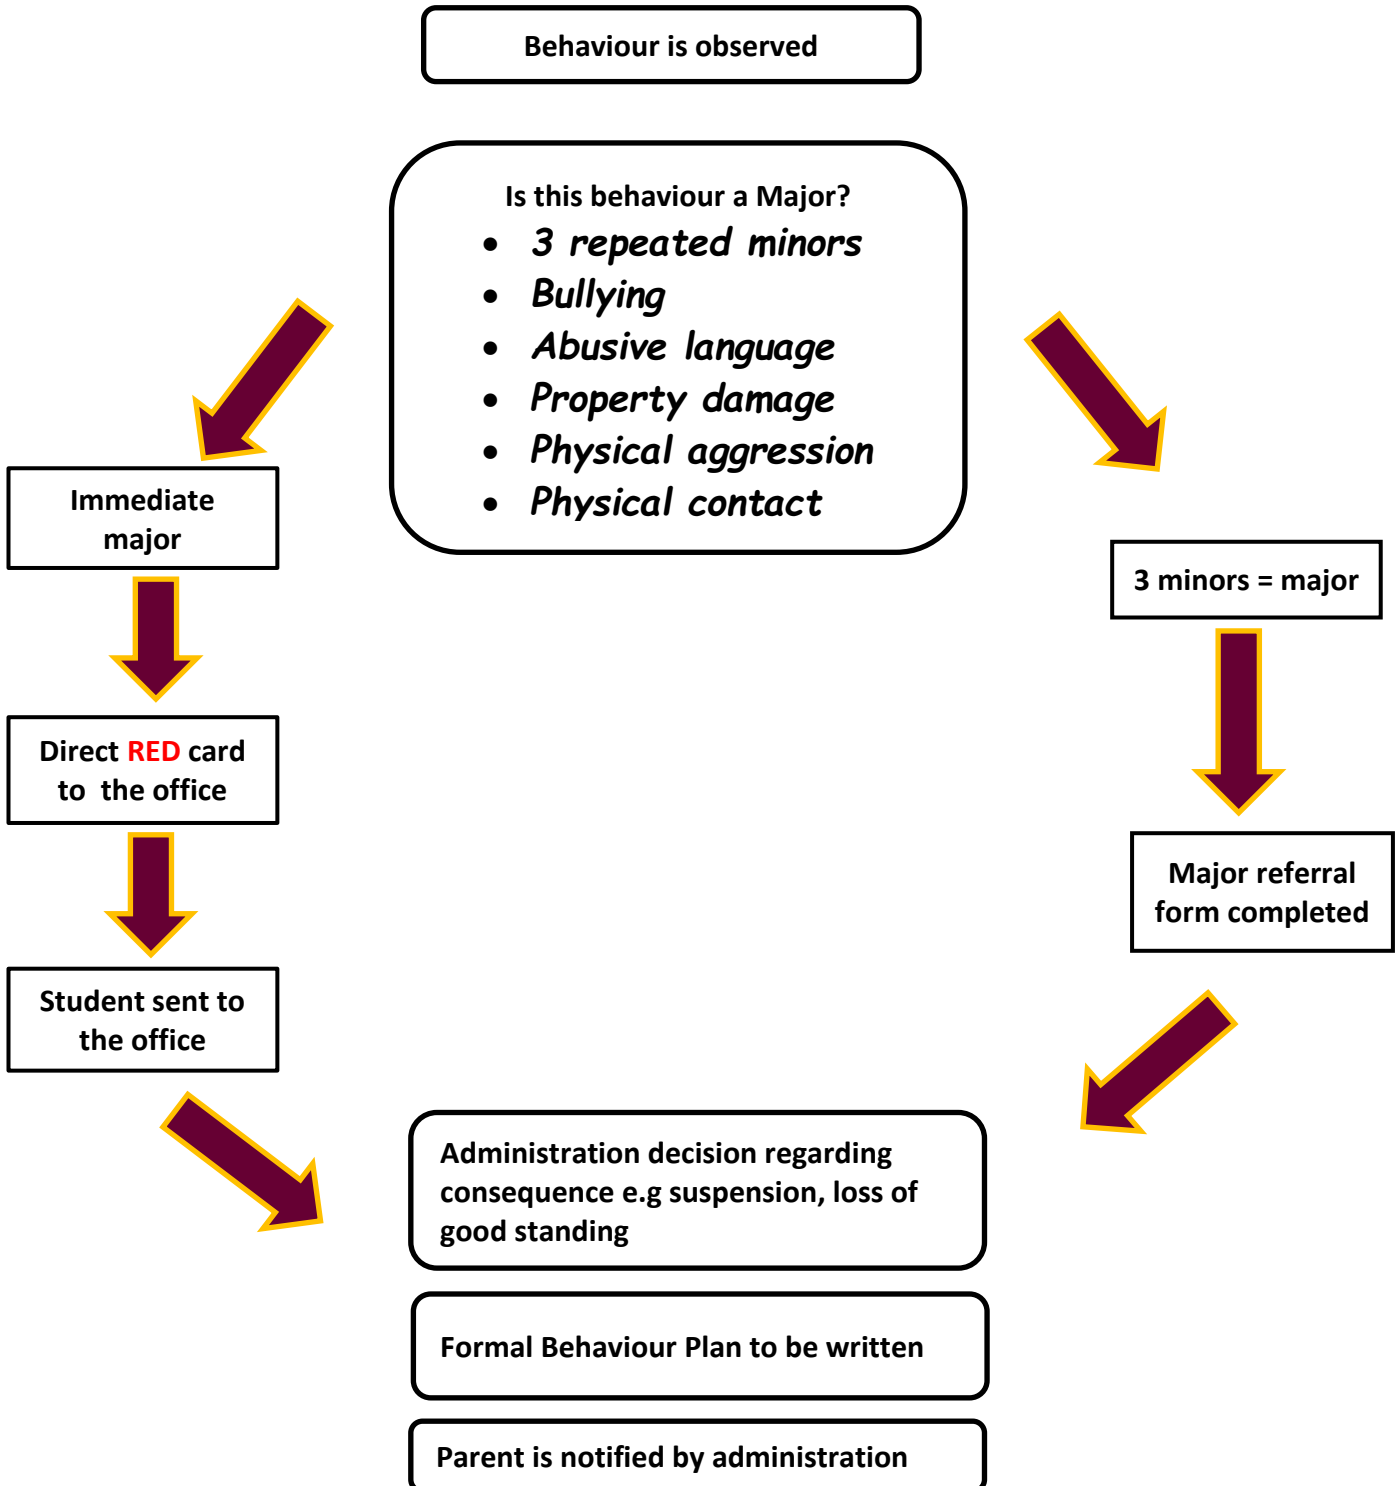 Behaviour is observed
Is this behaviour a Major?
• 3 repeated minors
• Bullying
• Abusive language
• Property damage
• Physical aggression
• Physical contact
Immediate
major
Direct RED card
to the office
Student sent to
the office
3 minors = major
Major referral
form completed
Administration decision regarding
consequence e.g suspension, loss of
good standing
Formal Behaviour Plan to be written
Parent is notified by administration